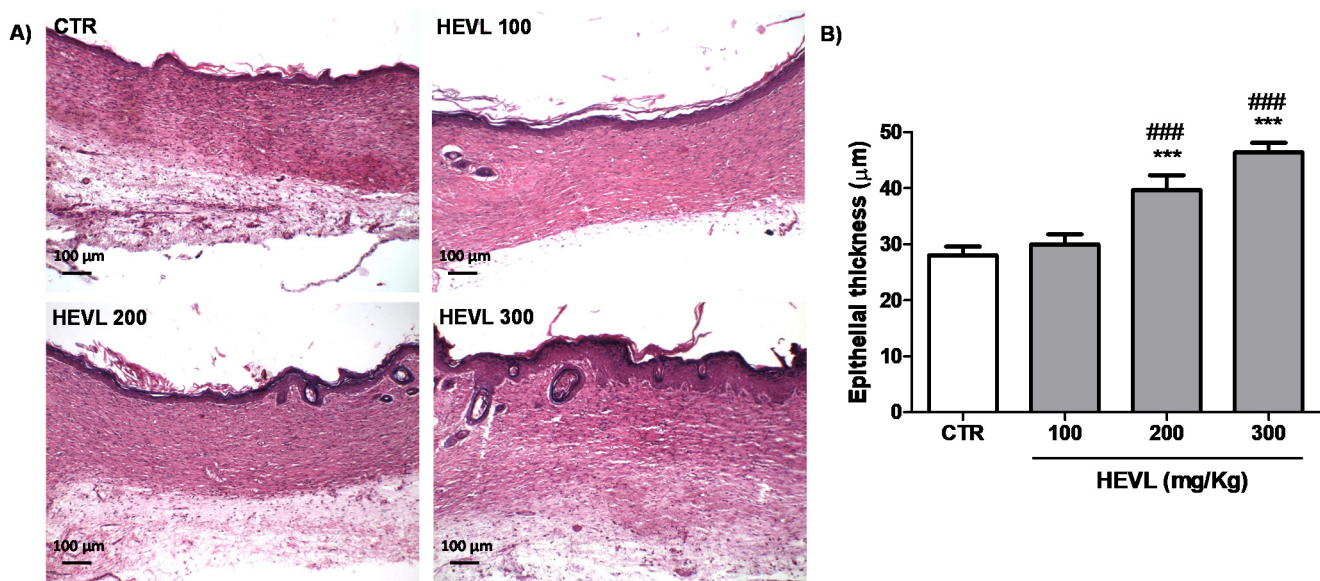 A)
CTR
100 µm
HEVL 100
100 µm
HEVL 200
100 µm
HEVL 300
100 µm
B)
Epithelial thickness (µm)
50
40
30
20
10
0
###
***
###
***
CTR
100
200
300
HEVL (mg/Kg)